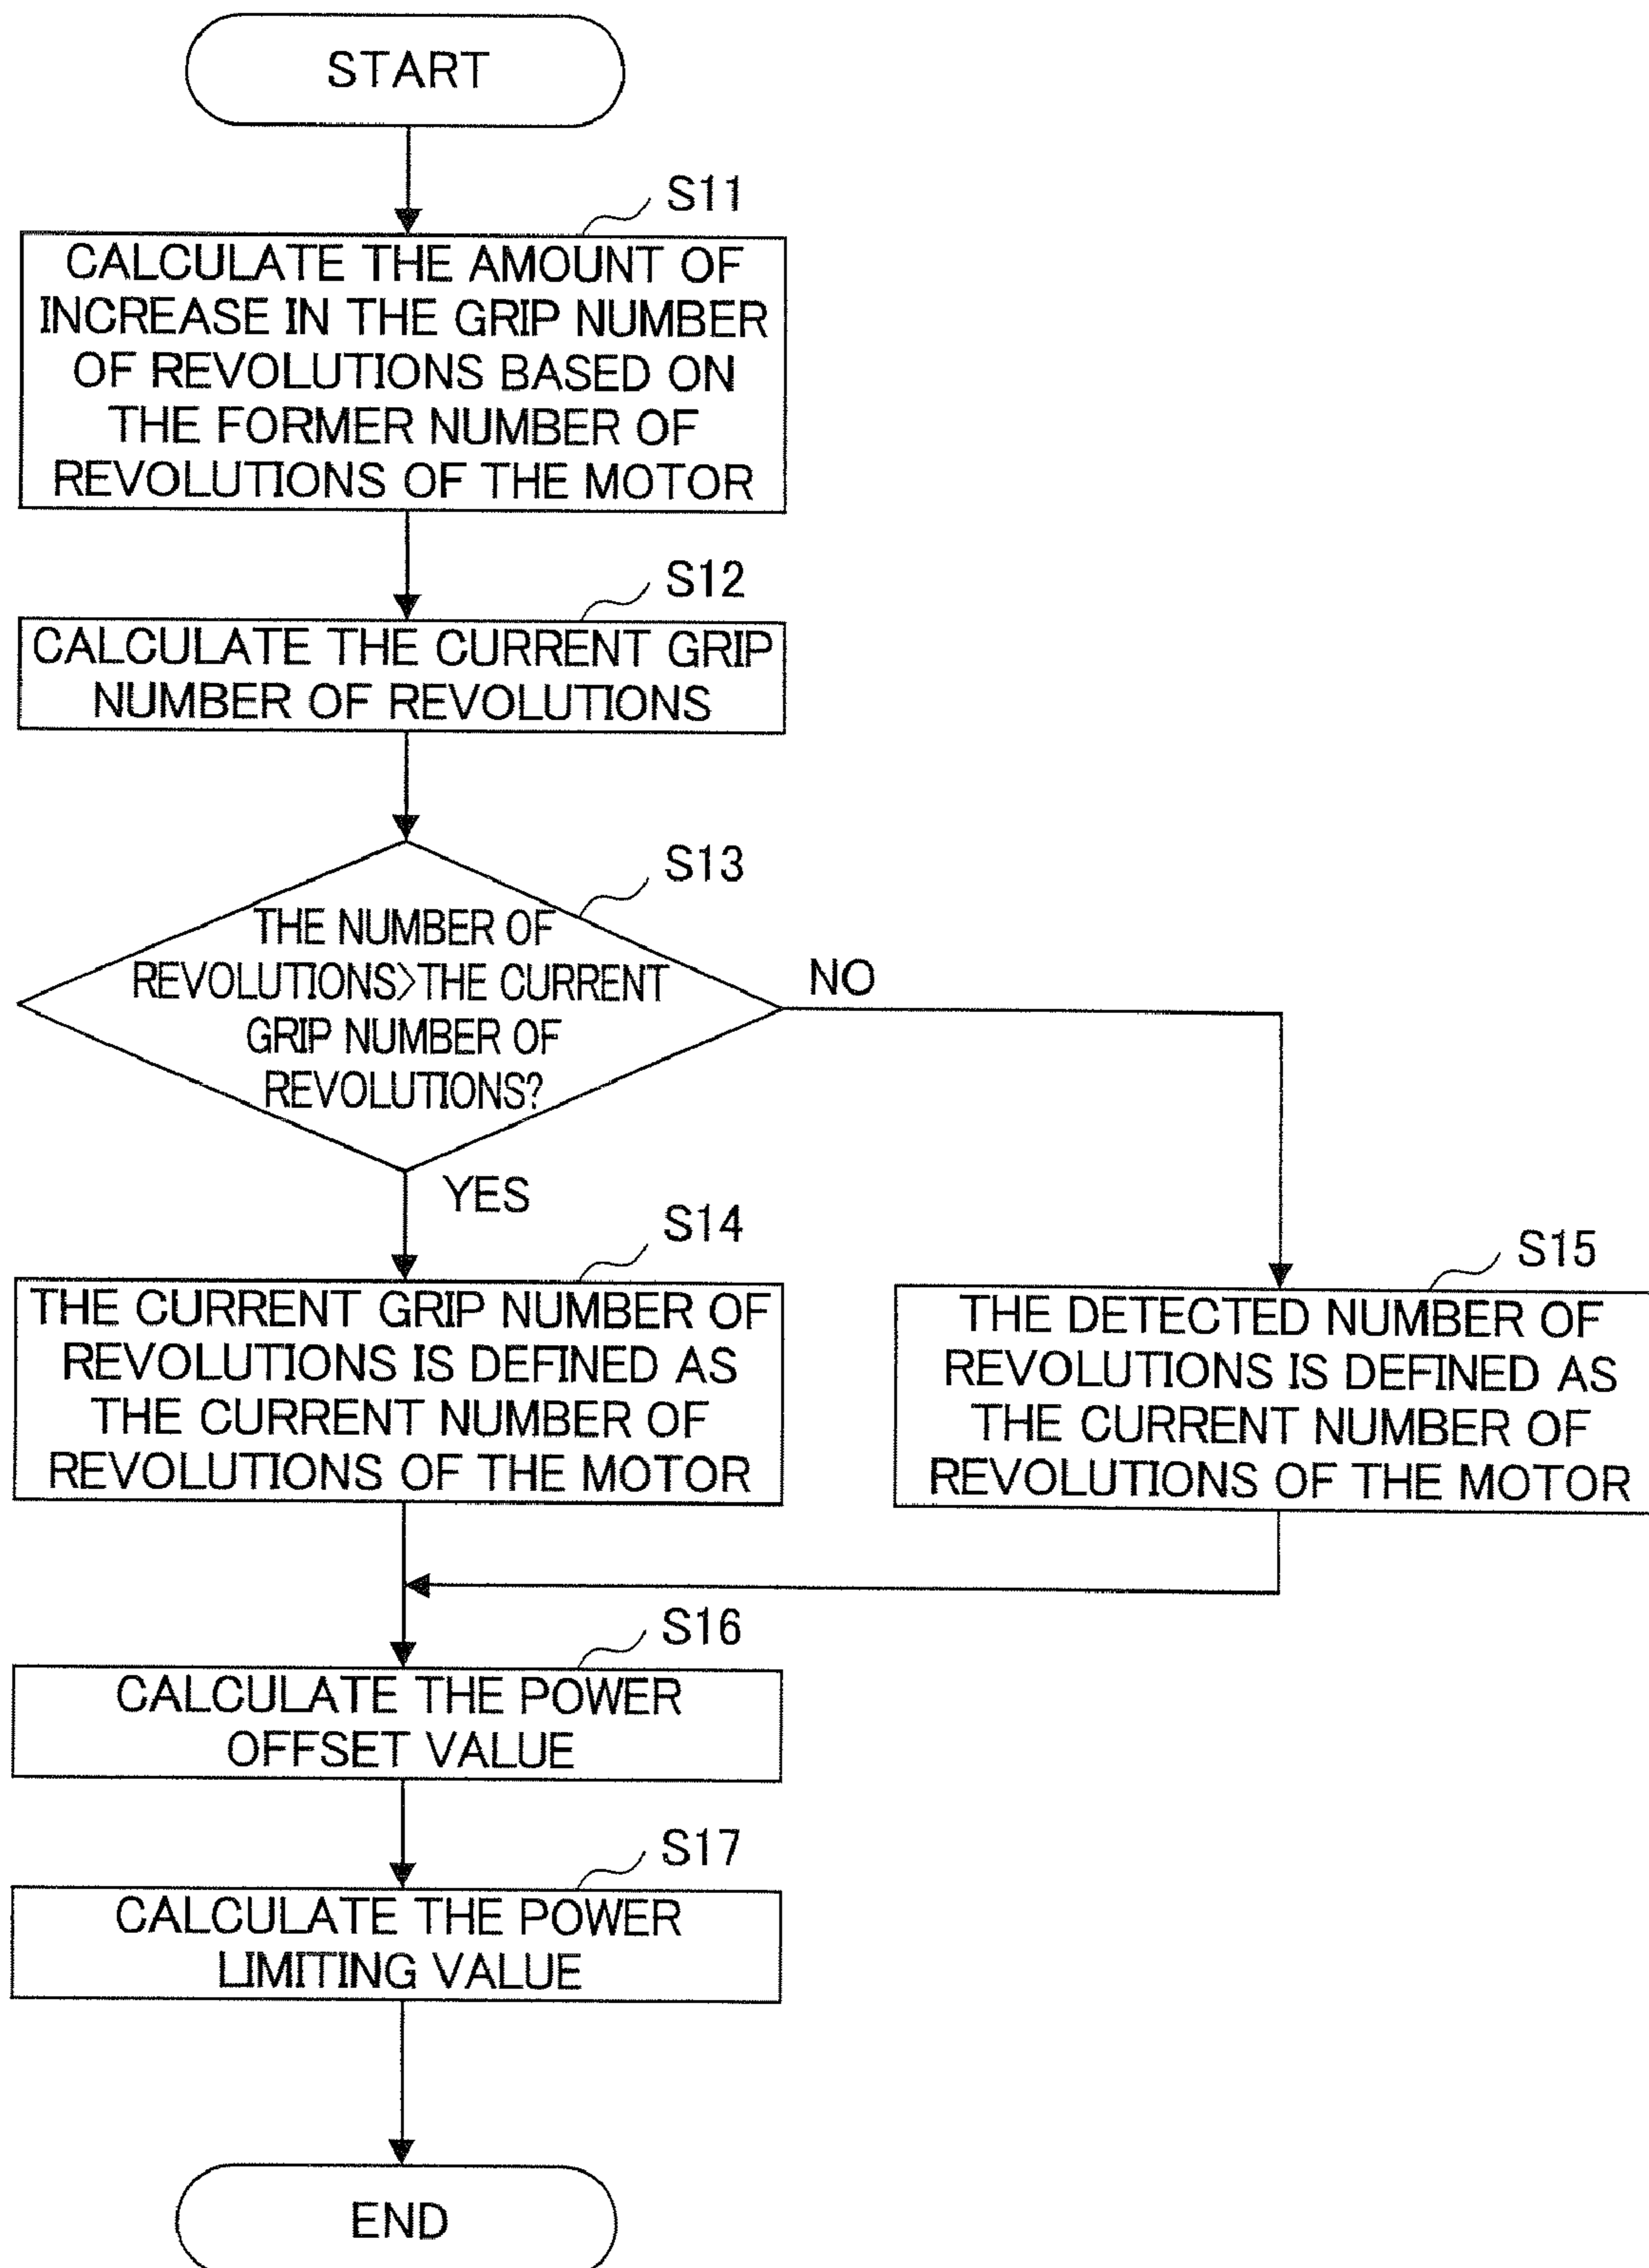 START
S11
CALCULATE THE AMOUNT OF
INCREASE IN THE GRIP NUMBER
OF REVOLUTIONS BASED ON
THE FORMER NUMBER OF
REVOLUTIONS OF THE MOTOR
S12
CALCULATE THE CURRENT GRIP
NUMBER OF REVOLUTIONS
S13
THE NUMBER OF
REVOLUTIONS>THE CURRENT
GRIP NUMBER OF
REVOLUTIONS?
NO
YES
S14
THE CURRENT GRIP NUMBER OF
REVOLUTIONS IS DEFINED AS
THE CURRENT NUMBER OF
REVOLUTIONS OF THE MOTOR
S15
THE DETECTED NUMBER OF
REVOLUTIONS IS DEFINED AS
THE CURRENT NUMBER OF
REVOLUTIONS OF THE MOTOR
S16
CALCULATE THE POWER
OFFSET VALUE
S17
CALCULATE THE POWER
LIMITING VALUE
END